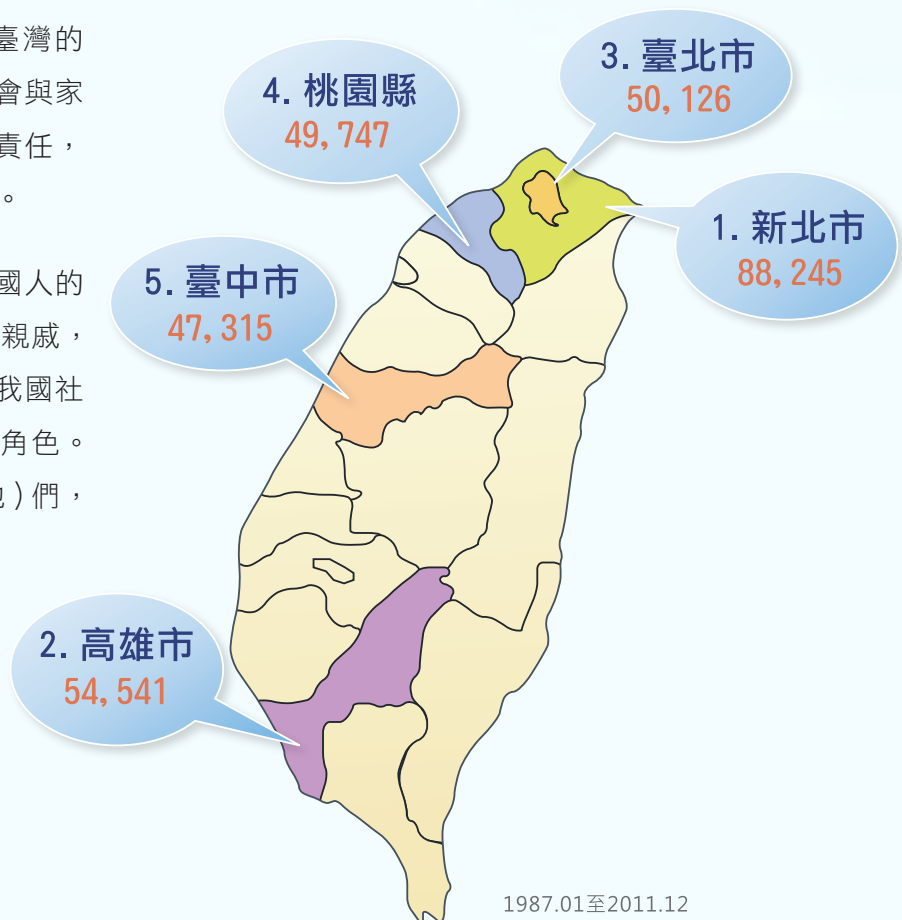 臺灣的
會與家
責任，
。
國人的
親戚，
我國社
角色。
)們，
4. 桃園縣
49,747
3. 臺北市
50,126
1. 新北市
88,245
5. 臺中市
47,315
2. 高雄市
54,541
1987.01至2011.12